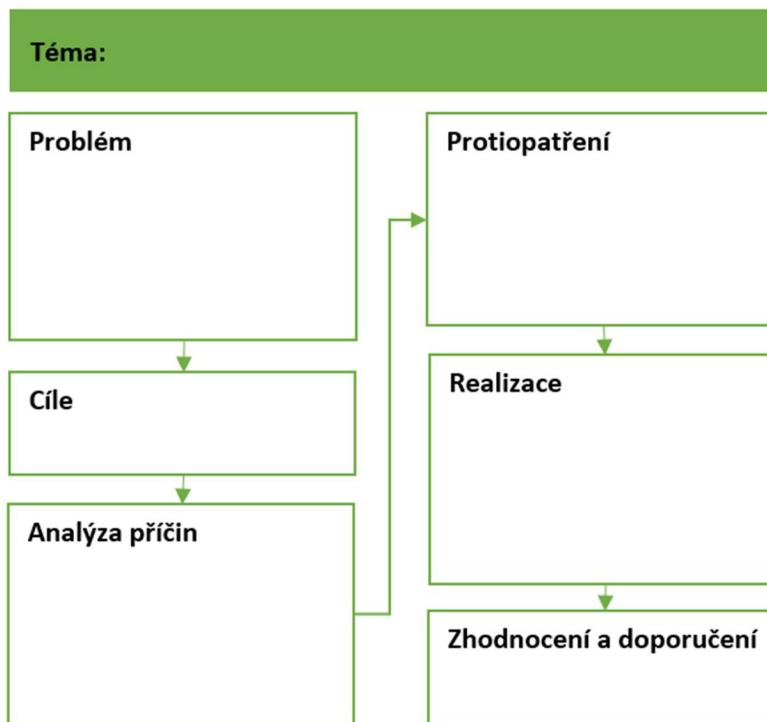 Téma:
Problém
Cíle
Analýza příčin
Protiopatření
Realizace
Zhodnocení a doporučení